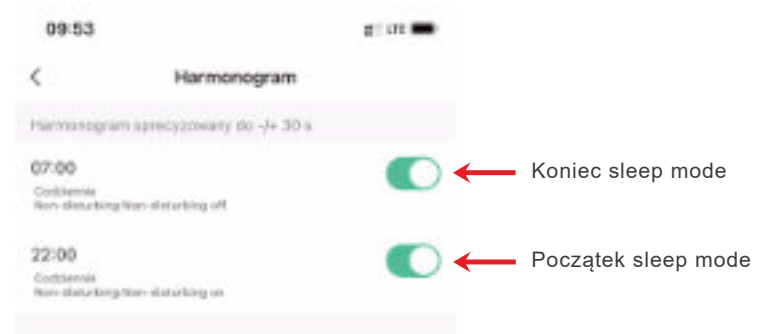 09:53
LTE
Harmonogram
Harmonogram sprecyzowany do -/+ 30 s
07:00
Koniec sleep mode
Codziennie
Non-disturbing:Non-disturbing off
22:00
Początek sleep mode
Codziennie
Non-disturbing:Non-disturbing on